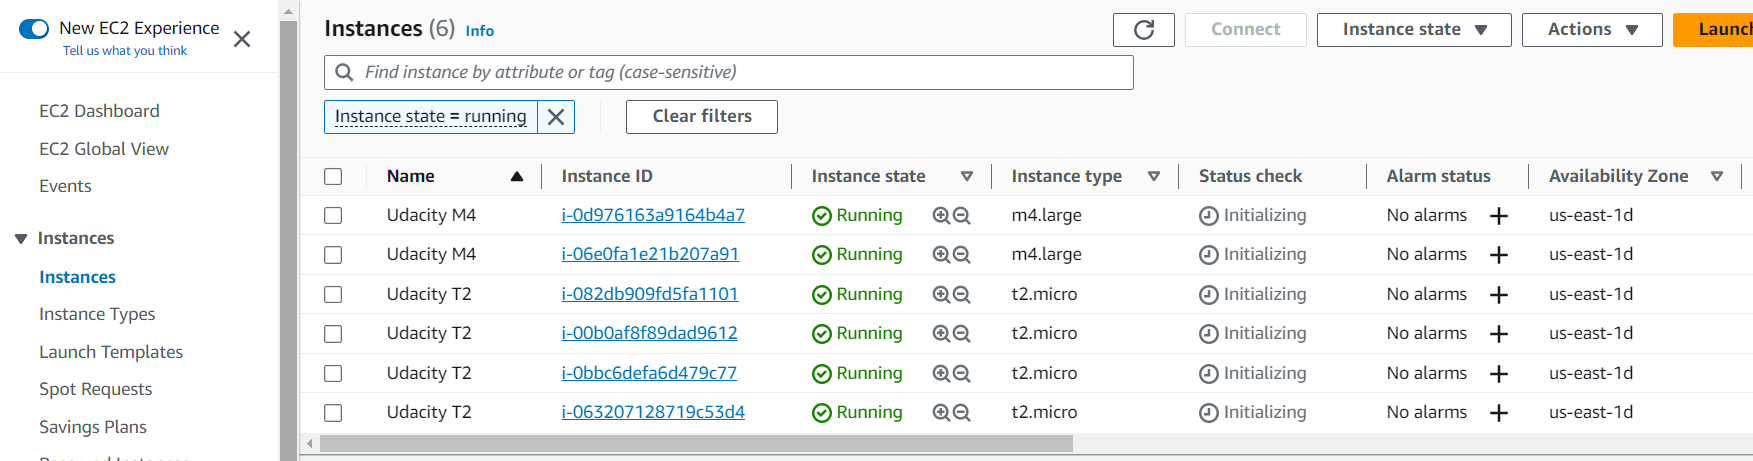 New EC2 Experience
Tell us what you think
EC2 Dashboard
EC2 Global View
Events
Instances
Instances
Instance Types
Launch Templates
Spot Requests
Savings Plans
Instances (6) Info
Connect
Instance state
Actions
Launch
Find instance by attribute or tag (case-sensitive)
Instance state = running
Clear filters
Name Instance ID Instance state Instance type Status check Alarm status Availability Zone
Udacity M4 i-0d976163a9164b4a7 Running m4.large Initializing No alarms us-east-1d
Udacity M4 i-06e0fa1e21b207a91 Running m4.large Initializing No alarms us-east-1d
Udacity T2 i-082db909fd5fa1101 Running t2.micro Initializing No alarms us-east-1d
Udacity T2 i-00b0af8f89dad9612 Running t2.micro Initializing No alarms us-east-1d
Udacity T2 i-0bbc6defa6d479c77 Running t2.micro Initializing No alarms us-east-1d
Udacity T2 i-063207128719c53d4 Running t2.micro Initializing No alarms us-east-1d